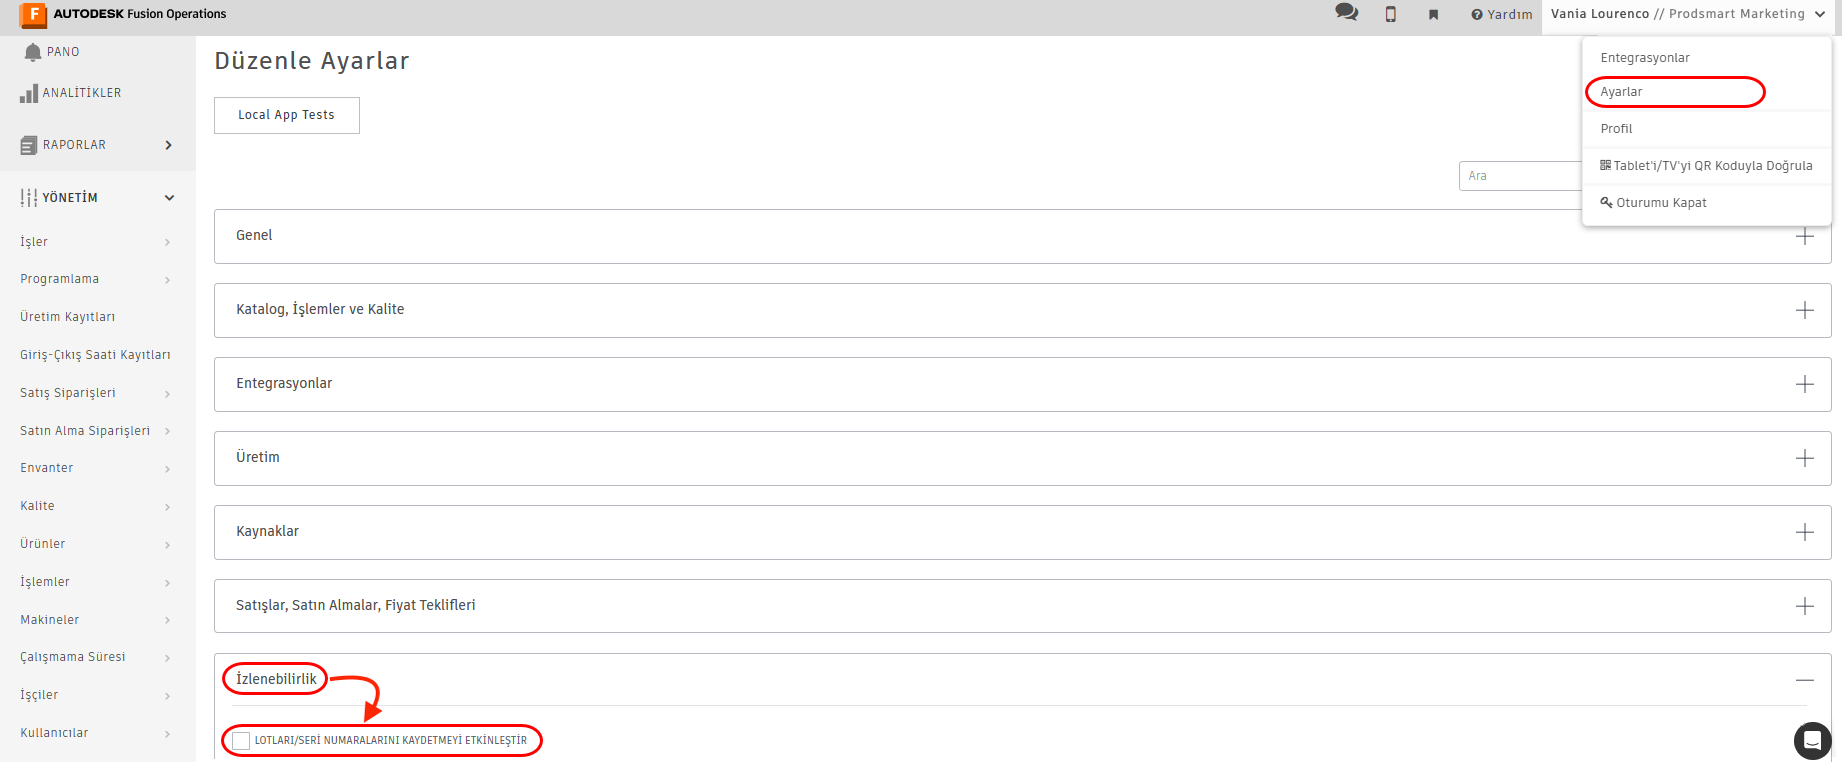 AUTODESK Fusion Operations
Yardım
Vania Lourenco // Prodsmart Marketing
Entegrasyonlar
Ayarlar
Profil
Tablet'i/TV'yi QR Koduyla Doğrula
Oturumu Kapat
PANO
ANALİTİKLER
RAPORLAR
YÖNETİM
İşler
Programlama
Üretim Kayıtları
Giriş-Çıkış Saati Kayıtları
Satış Siparişleri
Satın Alma Siparişleri
Envanter
Kalite
Ürünler
İşlemler
Makineler
Çalışmama Süresi
İşçiler
Kullanıcılar
Düzenle Ayarlar
Local App Tests
Ara
Genel
Katalog, İşlemler ve Kalite
Entegrasyonlar
Üretim
Kaynaklar
Satışlar, Satın Almalar, Fiyat Teklifleri
İzlenebilirlik
LOTLARI/SERİ NUMARALARINI KAYDETMEYİ ETKİNLEŞTİR